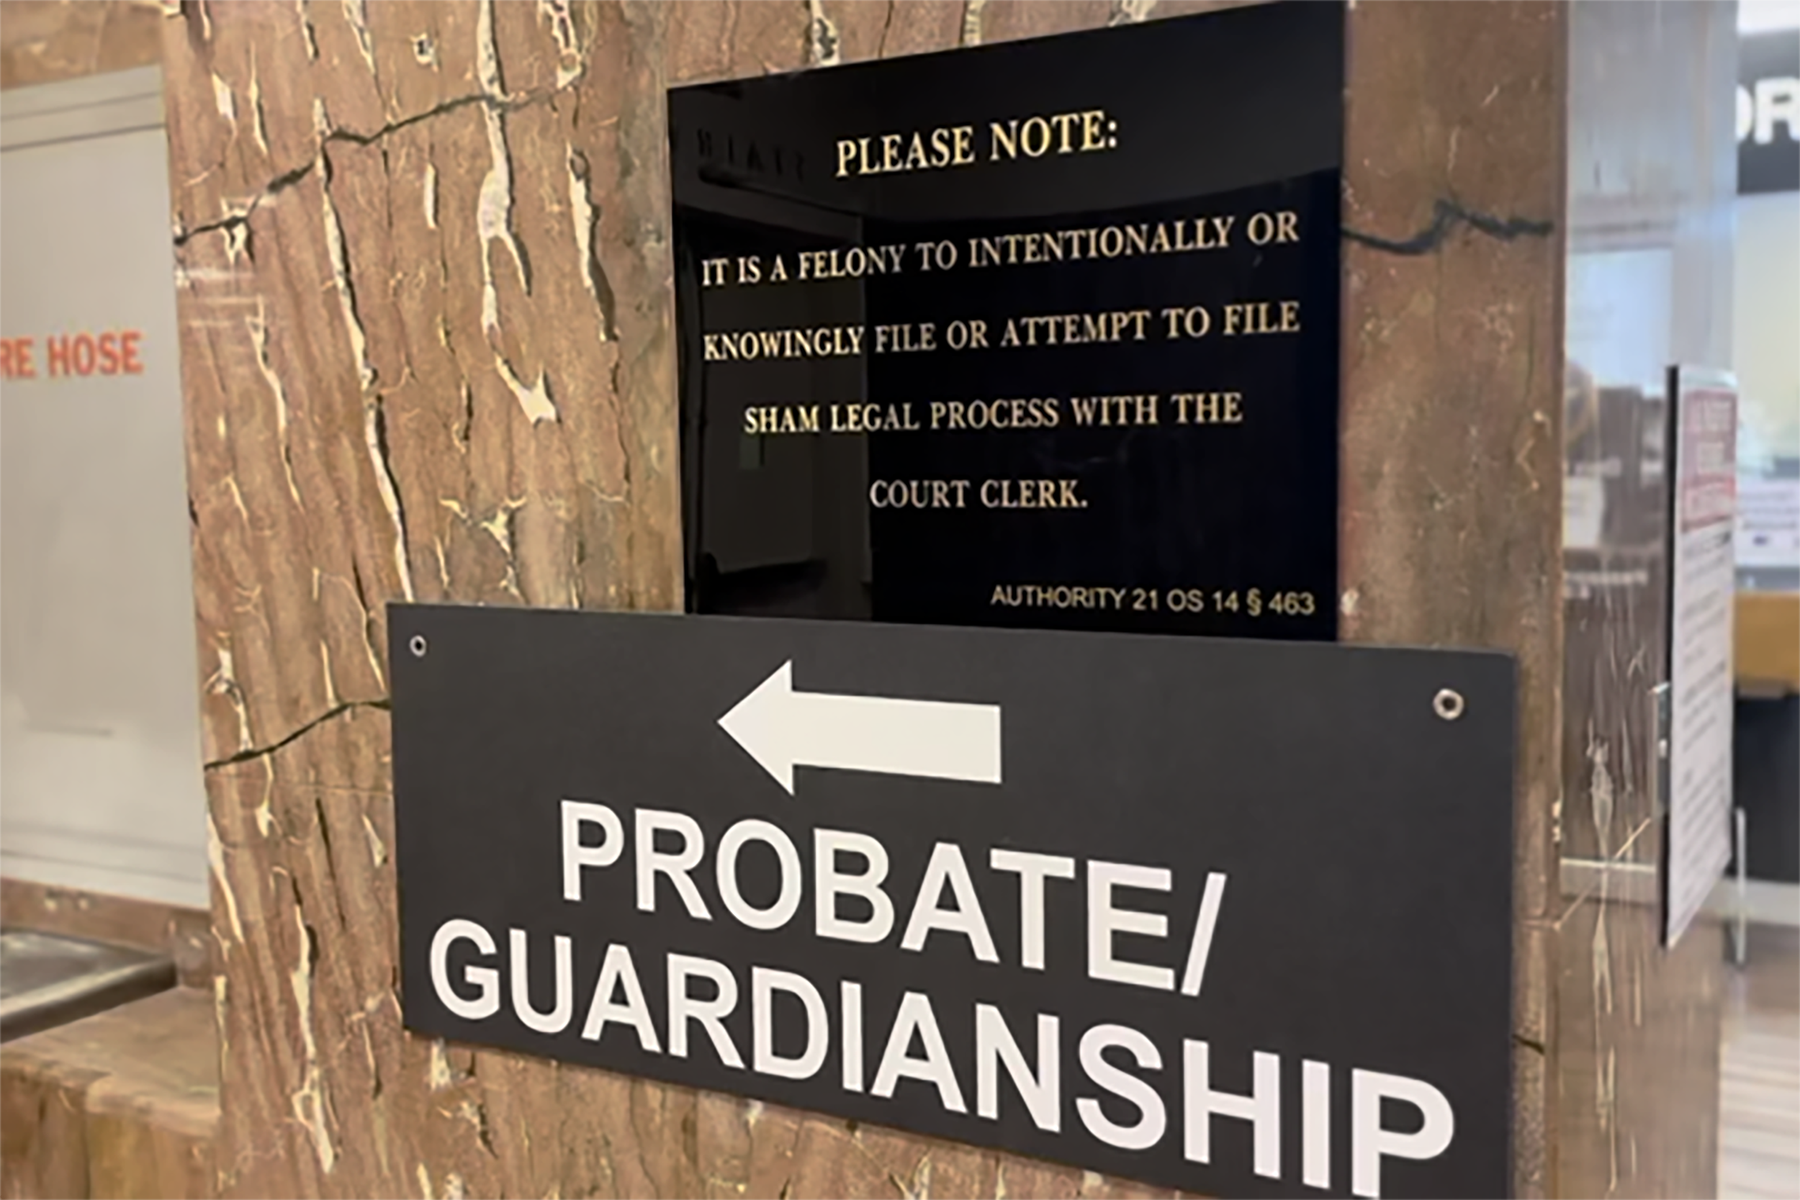 RE HOSE
PLEASE NOTE:
IT IS A FELONY TO INTENTIONALLY OR
KNOWINGLY FILE OR ATTEMPT TO FILE
SHAM LEGAL PROCESS WITH THE
COURT CLERK.
AUTHORITY 21 OS 14 § 463
PROBATE/
GUARDIANSHIP
OR